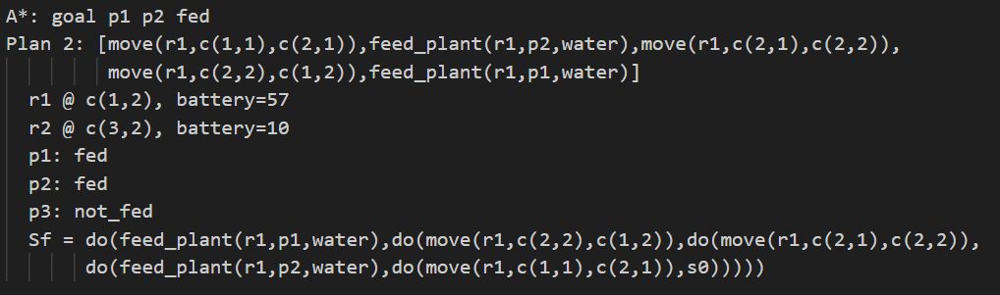 A*: goal p1 p2 fed
Plan 2: [move(r1,c(1,1),c(2,1)),feed_plant(r1,p2,water),move(r1,c(2,1),c(2,2)),
move(r1,c(2,2),c(1,2)),feed_plant(r1,p1,water)]
r1 @ c(1,2), battery=57
r2 @ c(3,2), battery=10
p1: fed
p2: fed
p3: not_fed
Sf = do(feed_plant(r1,p1,water),do(move(r1,c(2,2),c(1,2)),do(move(r1,c(2,1),c(2,2)),
do(feed_plant(r1,p2,water),do(move(r1,c(1,1),c(2,1)),s0)))))